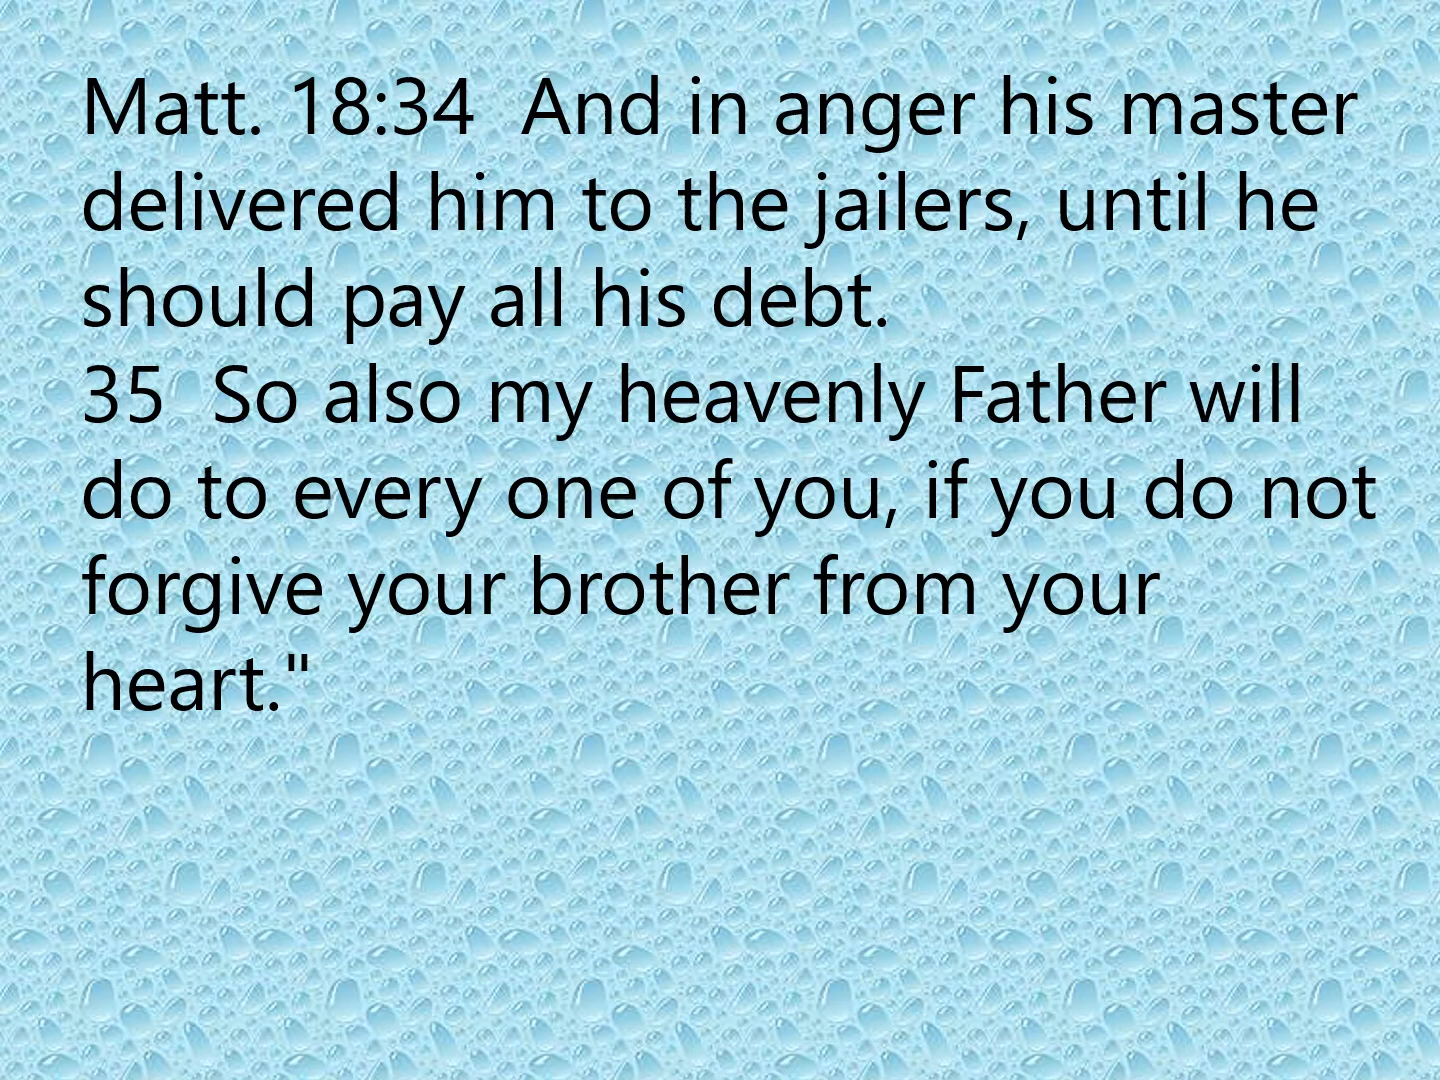 Matt. 18:34  And in anger his master
delivered him to the jailers, until he
should pay all his debt.
35  So also my heavenly Father will
do to every one of you, if you do not
forgive your brother from your
heart."